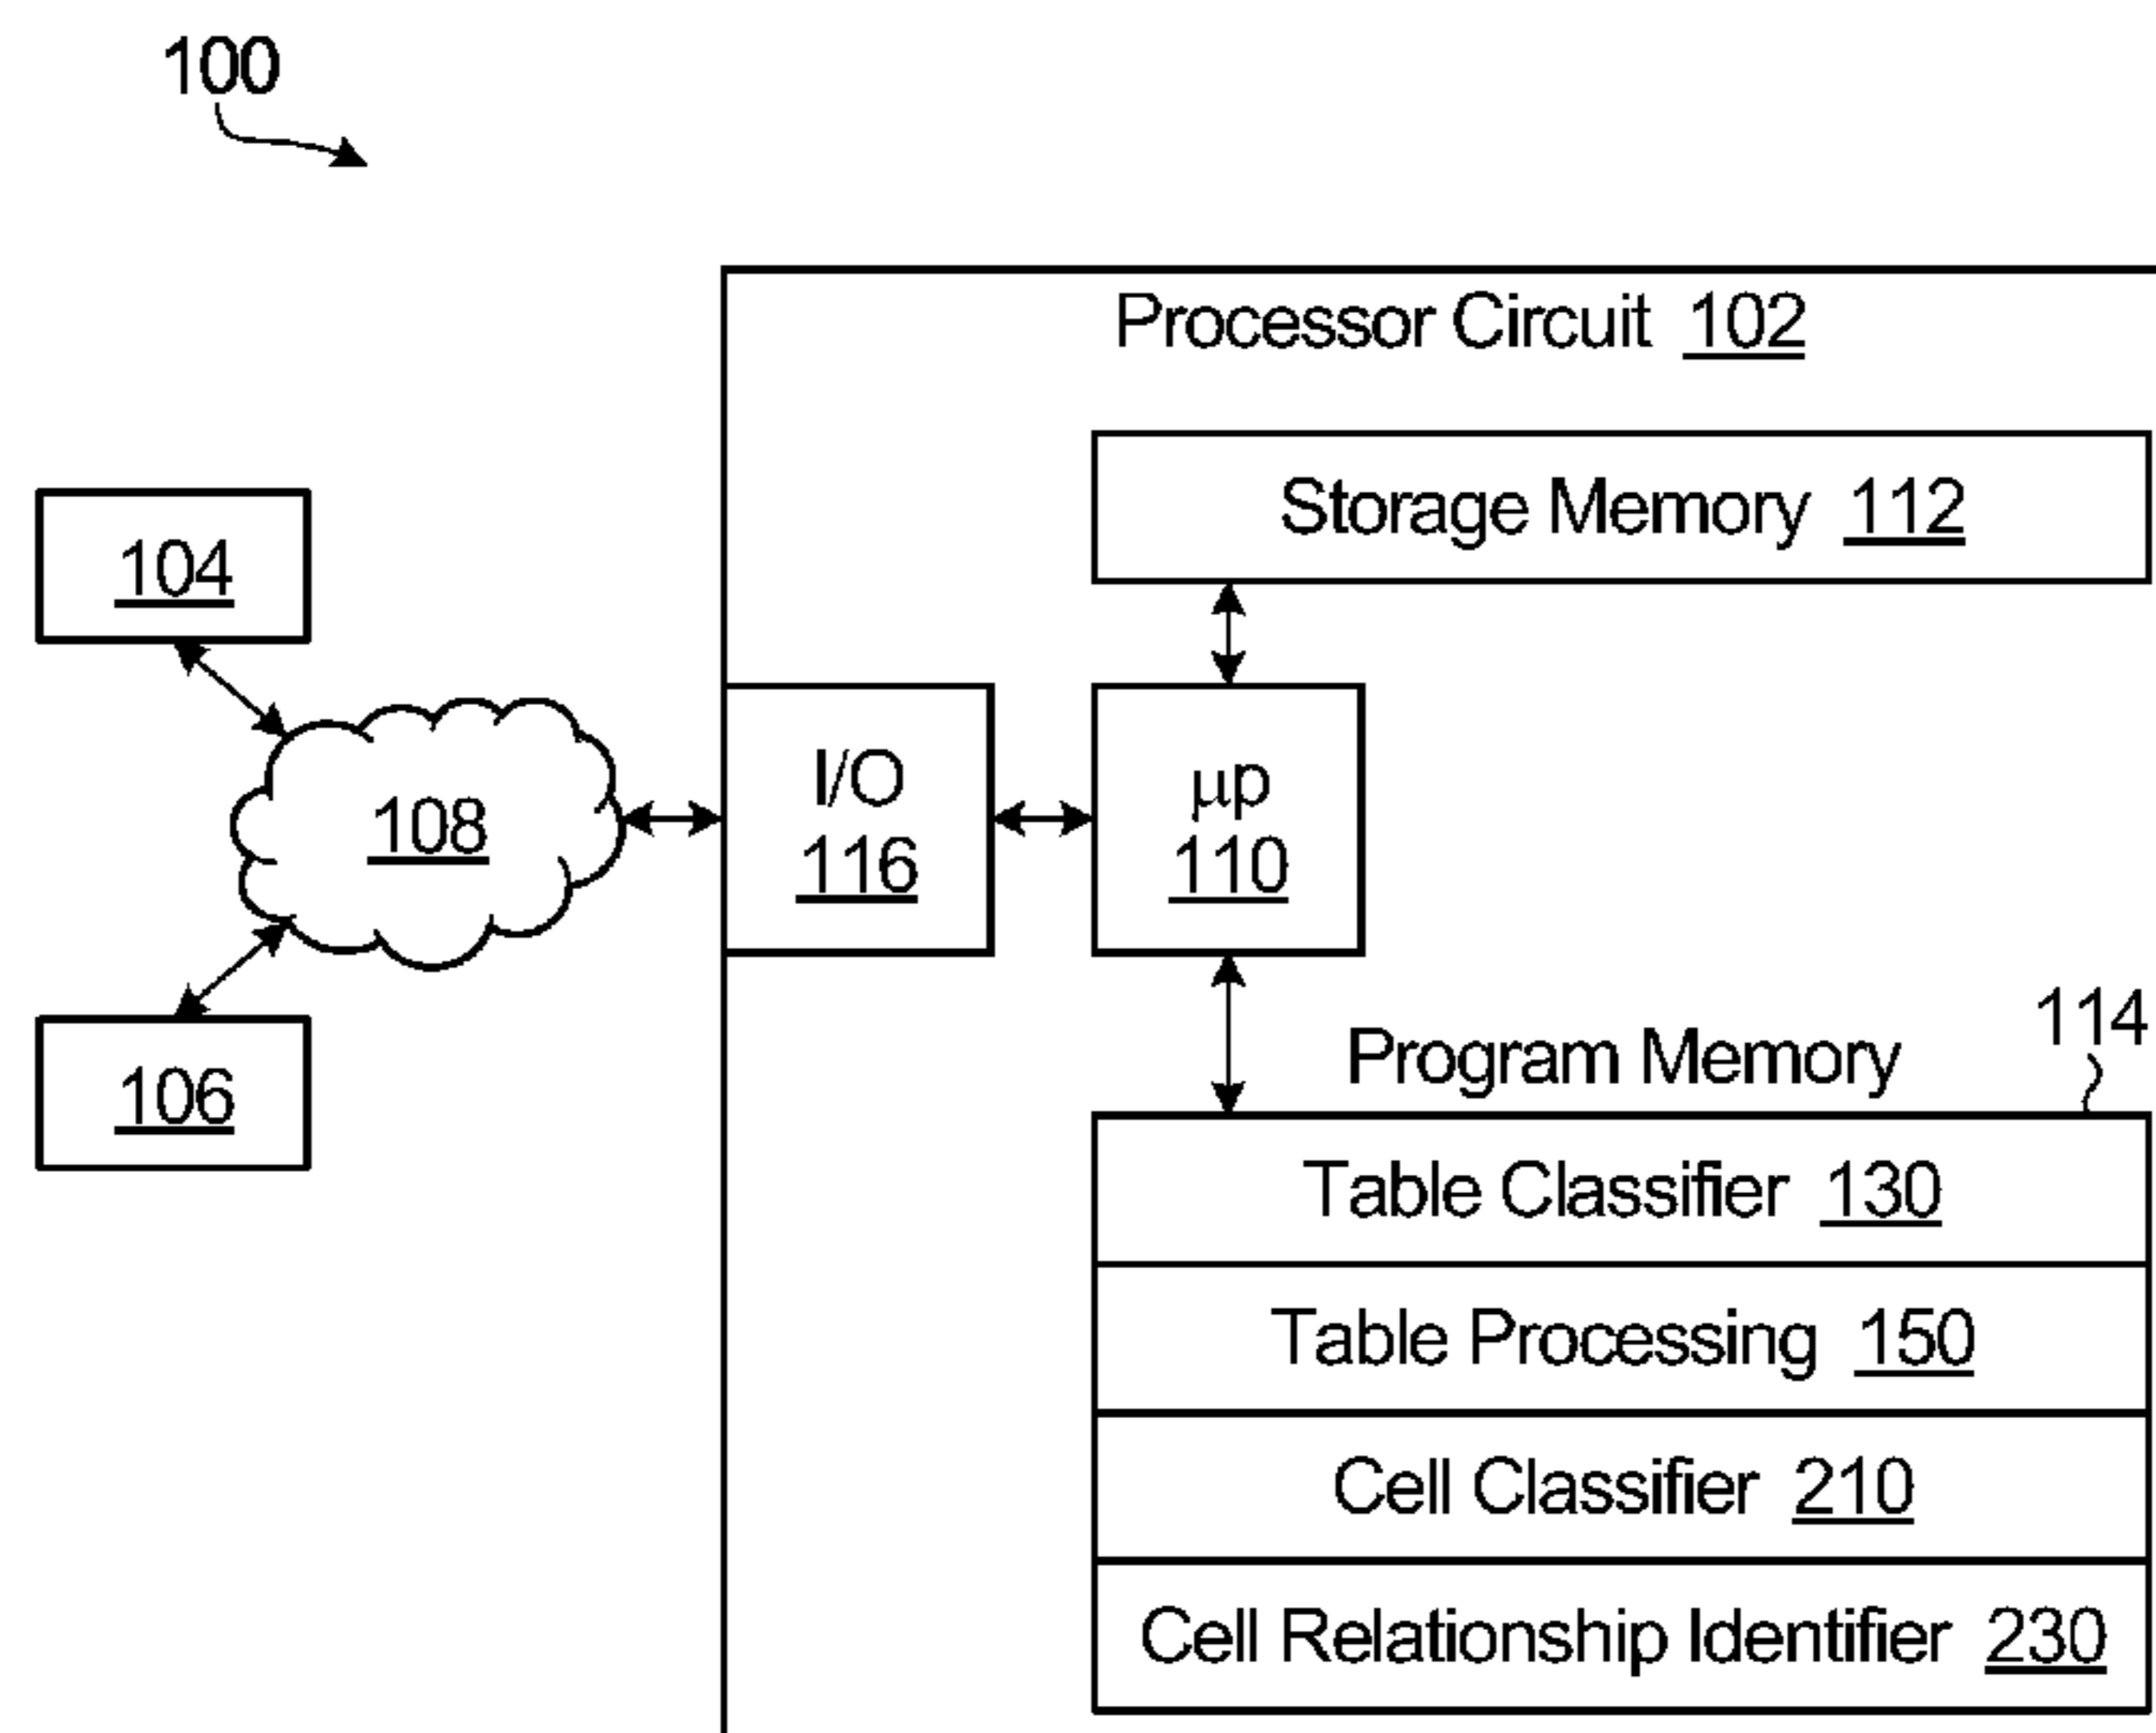 100
Processor Circuit 102
Storage Memory 112
104
I/O
116
μp
110
108
106
Program Memory
114
Table Classifier 130
Table Processing 150
Cell Classifier 210
Cell Relationship Identifier 230